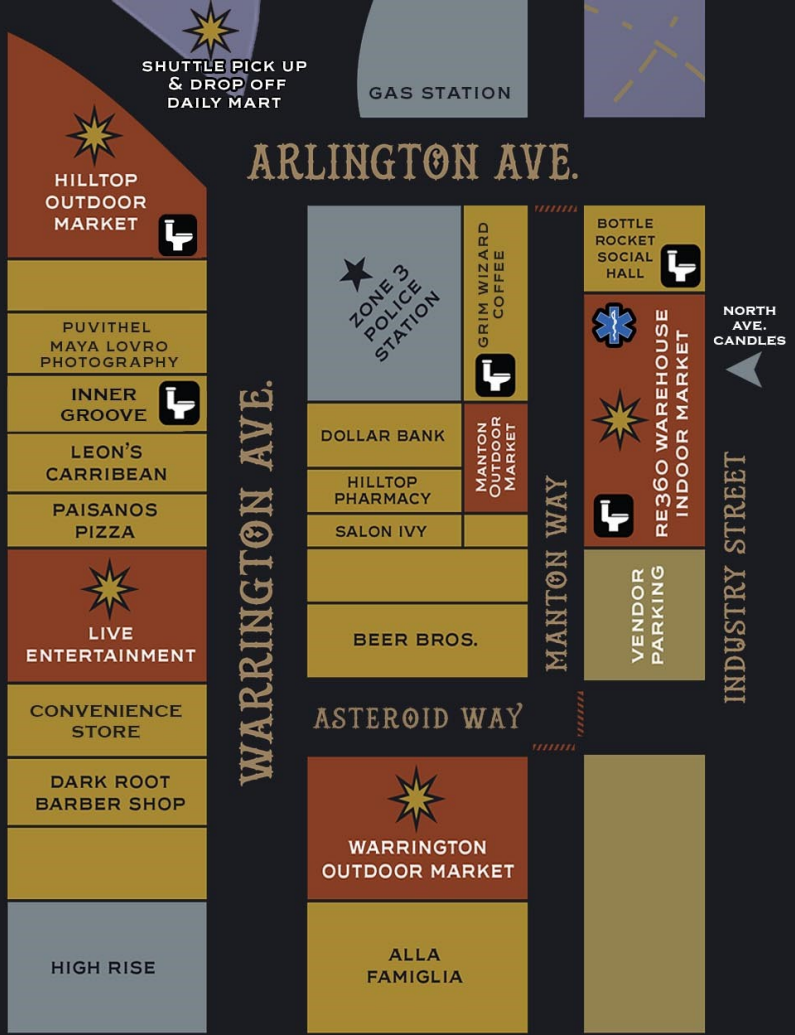 SHUTTLE PICK UP
& DROP OFF
DAILY MART
GAS STATION
ARLINGTON AVE.
HILLTOP
OUTDOOR
MARKET
PUVITHEL
MAYA LOVRO
PHOTOGRAPHY
INNER
GROOVE
LEON'S
CARRIBEAN
PAISANOS
PIZZA
LIVE
ENTERTAINMENT
CONVENIENCE
STORE
DARK ROOT
BARBER SHOP
HIGH RISE
WARRINGTON AVE.
ZONE 3
POLICE
STATION
GRIM WIZARD
COFFEE
DOLLAR BANK
HILLTOP
PHARMACY
SALON IVY
MANTON
OUTDOOR
MARKET
BEER BROS.
ASTEROID WAY
WARRINGTON
OUTDOOR MARKET
ALLA
FAMIGLIA
MANTON WAY
BOTTLE
ROCKET
SOCIAL
HALL
RE360 WAREHOUSE
INDOOR MARKET
VENDOR
PARKING
NORTH
AVE.
CANDLES
INDUSTRY STREET